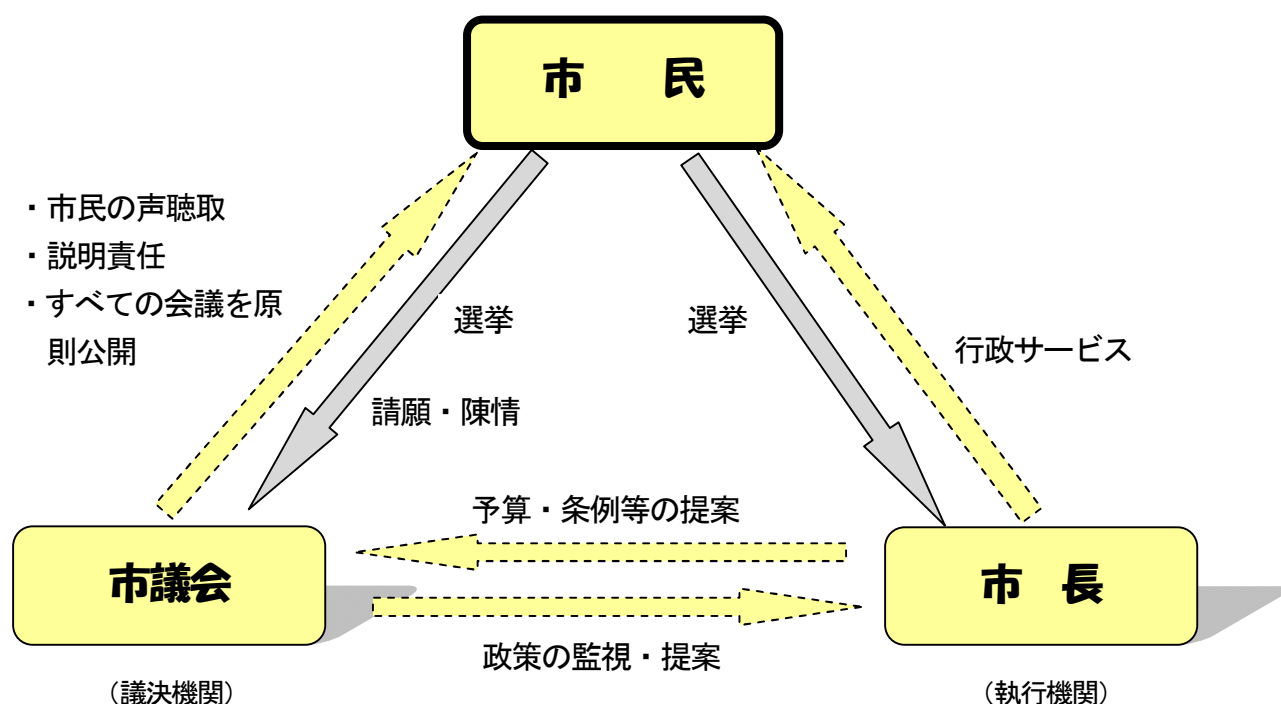 市　民
・市民の声聴取
・説明責任
・すべての会議を原
則公開
選挙
選挙
行政サービス
請願・陳情
予算・条例等の提案
市議会
市　長
政策の監視・提案
（議決機関）
（執行機関）